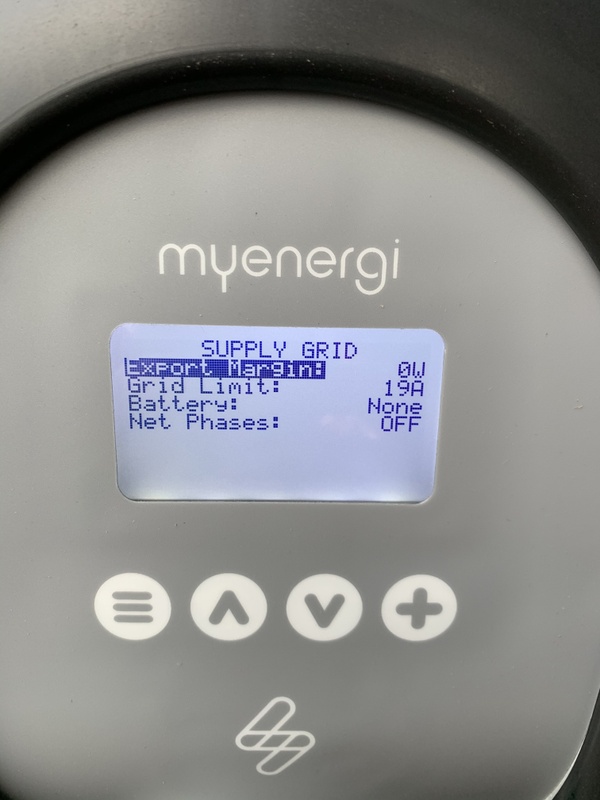 myenergi
SUPPLY GRID
Export Margin: 0W
Grid Limit: 19A
Battery: None
Net Phases: OFF